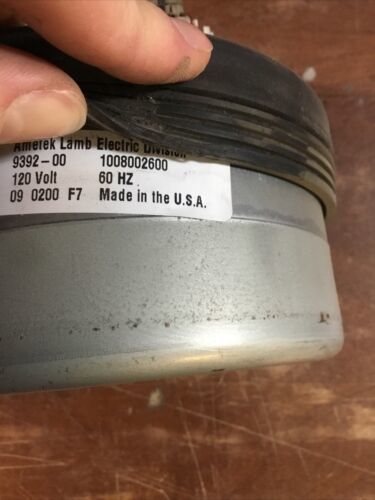 Ametek Lamb Electric Division
9392-00 1008002600
120 Volt 60 HZ
09 0200 F7 Made in the U.S.A.